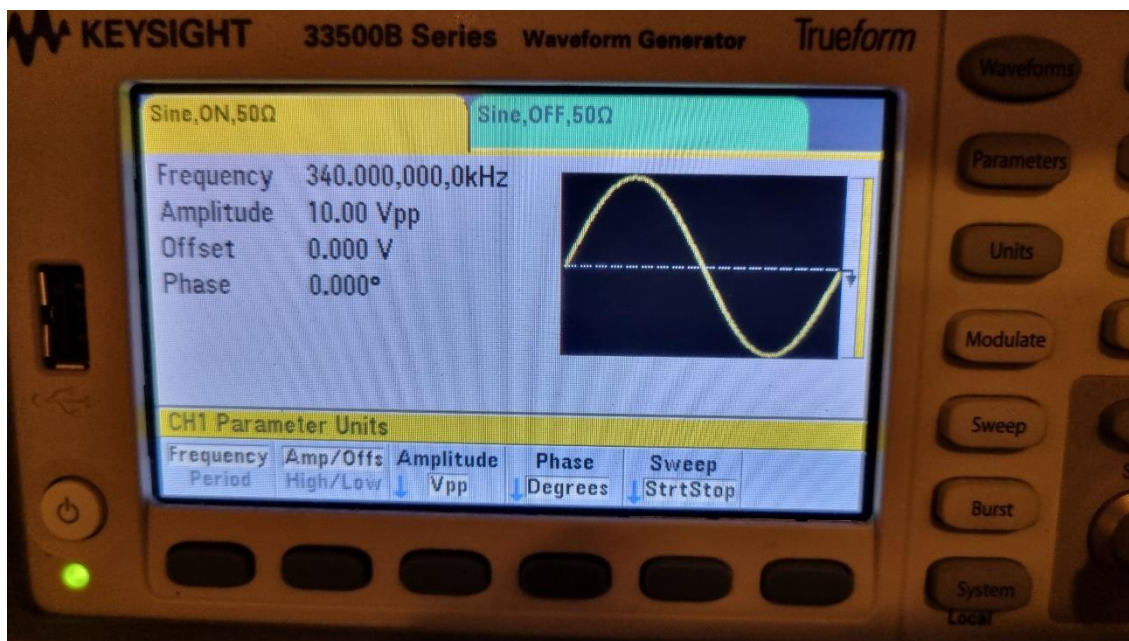 KEYSIGHT 33500B Series Waveform Generator Trueform
Sine,ON,50Ω Sine,OFF,50Ω
Frequency 340.000,000,0kHz
Amplitude 10.00 Vpp
Offset 0.000 V
Phase 0.000°
CH1 Parameter Units
Frequency Amp/Offs Amplitude Phase Sweep
Period High/Low Vpp Degrees StrtStop
Waveforms
Parameters
Units
Modulate
Sweep
Burst
System
Local